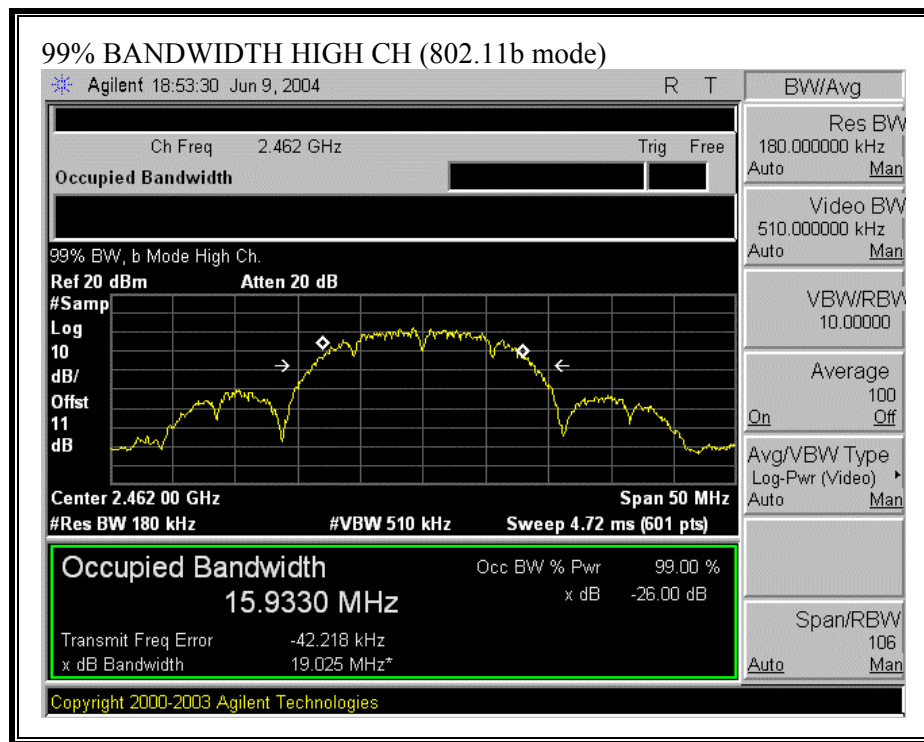 99% BANDWIDTH HIGH CH (802.11b mode)
Agilent 18:53:30 Jun 9, 2004 R T
Ch Freq 2.462 GHz Trig Free
Occupied Bandwidth
99% BW, b Mode High Ch.
Ref 20 dBm Atten 20 dB
#Samp
Log
10
dB/
Offst
11
dB
Center 2.462 00 GHz Span 50 MHz
#Res BW 180 kHz #VBW 510 kHz Sweep 4.72 ms (601 pts)
Occupied Bandwidth Occ BW % Pwr 99.00 %
15.9330 MHz x dB -26.00 dB
Transmit Freq Error -42.218 kHz
x dB Bandwidth 19.025 MHz*
Copyright 2000-2003 Agilent Technologies
BW/Avg
Res BW
180.000000 kHz
Auto Man
Video BW
510.000000 kHz
Auto Man
VBW/RBW
10.00000
Average
100
On Off
Avg/VBW Type
Log-Pwr (Video)
Auto Man
Span/RBW
106
Auto Man